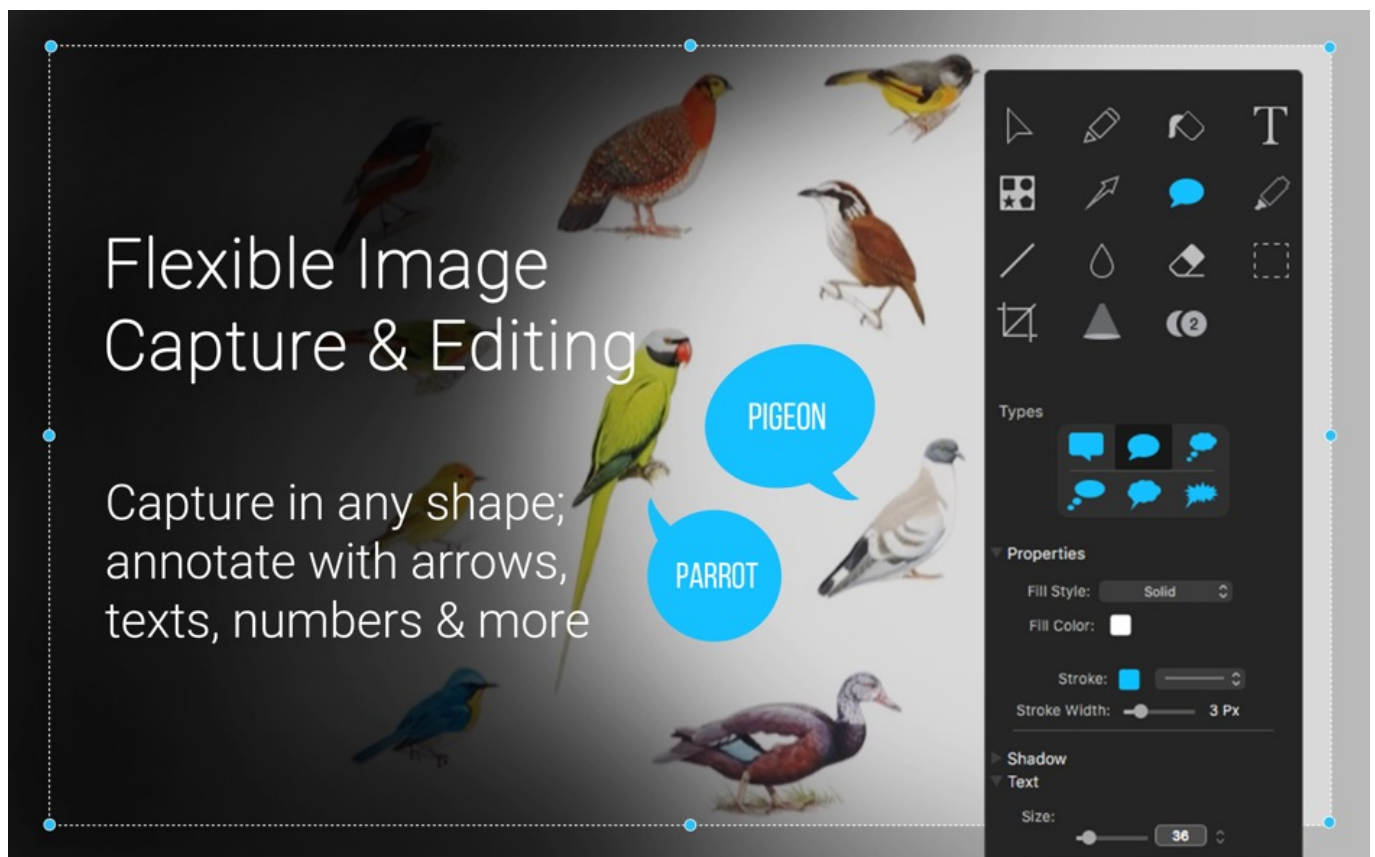 Flexible Image
Capture & Editing
Capture in any shape;
annotate with arrows,
texts, numbers & more
PIGEON
PARROT
T
2
Types
Properties
Fill Style: Solid
Fill Color:
Stroke:
Stroke Width: 3 Px
Shadow
Text
Size:
36